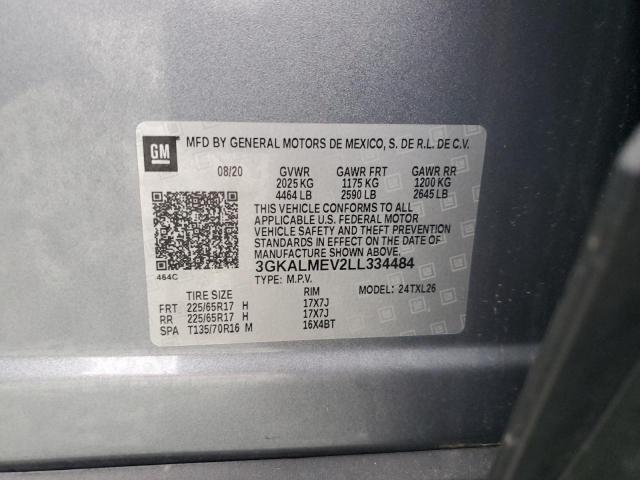 GM
MFD BY GENERAL MOTORS DE MEXICO, S. DE R.L. DE C.V.
08/20 GVWR GAWR FRT GAWR RR
2025 KG 1175 KG 1200 KG
4464 LB 2590 LB 2645 LB
THIS VEHICLE CONFORMS TO ALL
APPLICABLE U.S. FEDERAL MOTOR
VEHICLE SAFETY AND THEFT PREVENTION
STANDARDS IN EFFECT ON THE DATE OF
MANUFACTURE SHOWN ABOVE.
3GKALMEV2LL334484
464C
TYPE: M.P.V.
MODEL: 24TXL26
TIRE SIZE RIM
FRT 225/65R17 H 17X7J
RR 225/65R17 H 17X7J
SPA T135/70R16 M 16X4BT